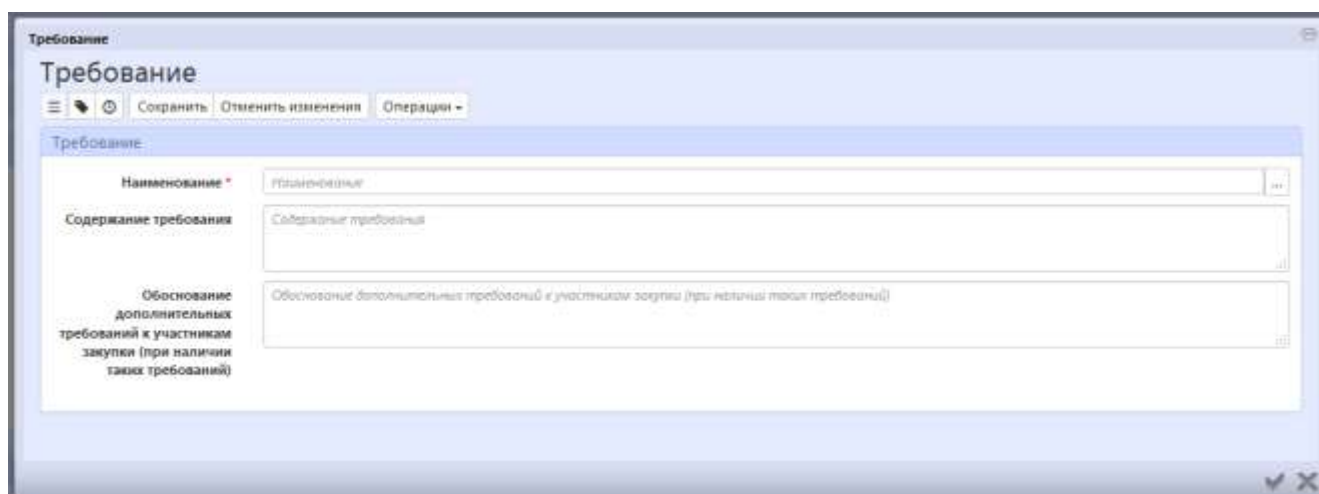 Требование
Требование
Сохранить Отменить изменения Операции
Требование
Наименование * Наименование ...
Содержание требования Содержание требования
Обоснование Обоснование дополнительных требований к участникам закупки (при наличии таких требований)
дополнительных
требований к участникам
закупки (при наличии
таких требований)